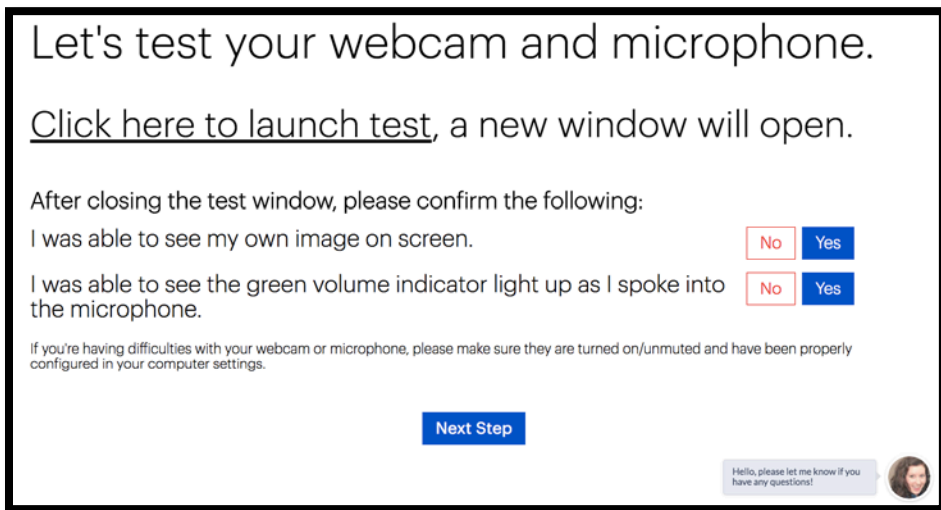 Let's test your webcam and microphone.
Click here to launch test, a new window will open.
After closing the test window, please confirm the following:
I was able to see my own image on screen.
No Yes
I was able to see the green volume indicator light up as I spoke into
the microphone.
No Yes
If you're having difficulties with your webcam or microphone, please make sure they are turned on/unmuted and have been properly
configured in your computer settings.
Next Step
Hello, please let me know if you
have any questions!